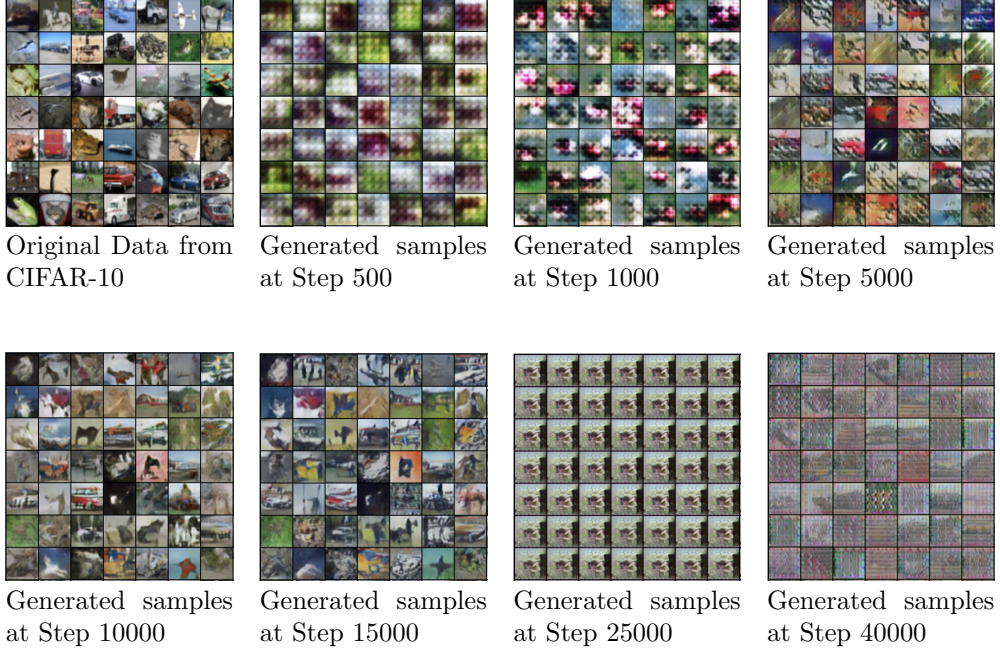 Original Data from
CIFAR-10
Generated samples
at Step 500
Generated samples
at Step 1000
Generated samples
at Step 5000
Generated samples
at Step 10000
Generated samples
at Step 15000
Generated samples
at Step 25000
Generated samples
at Step 40000